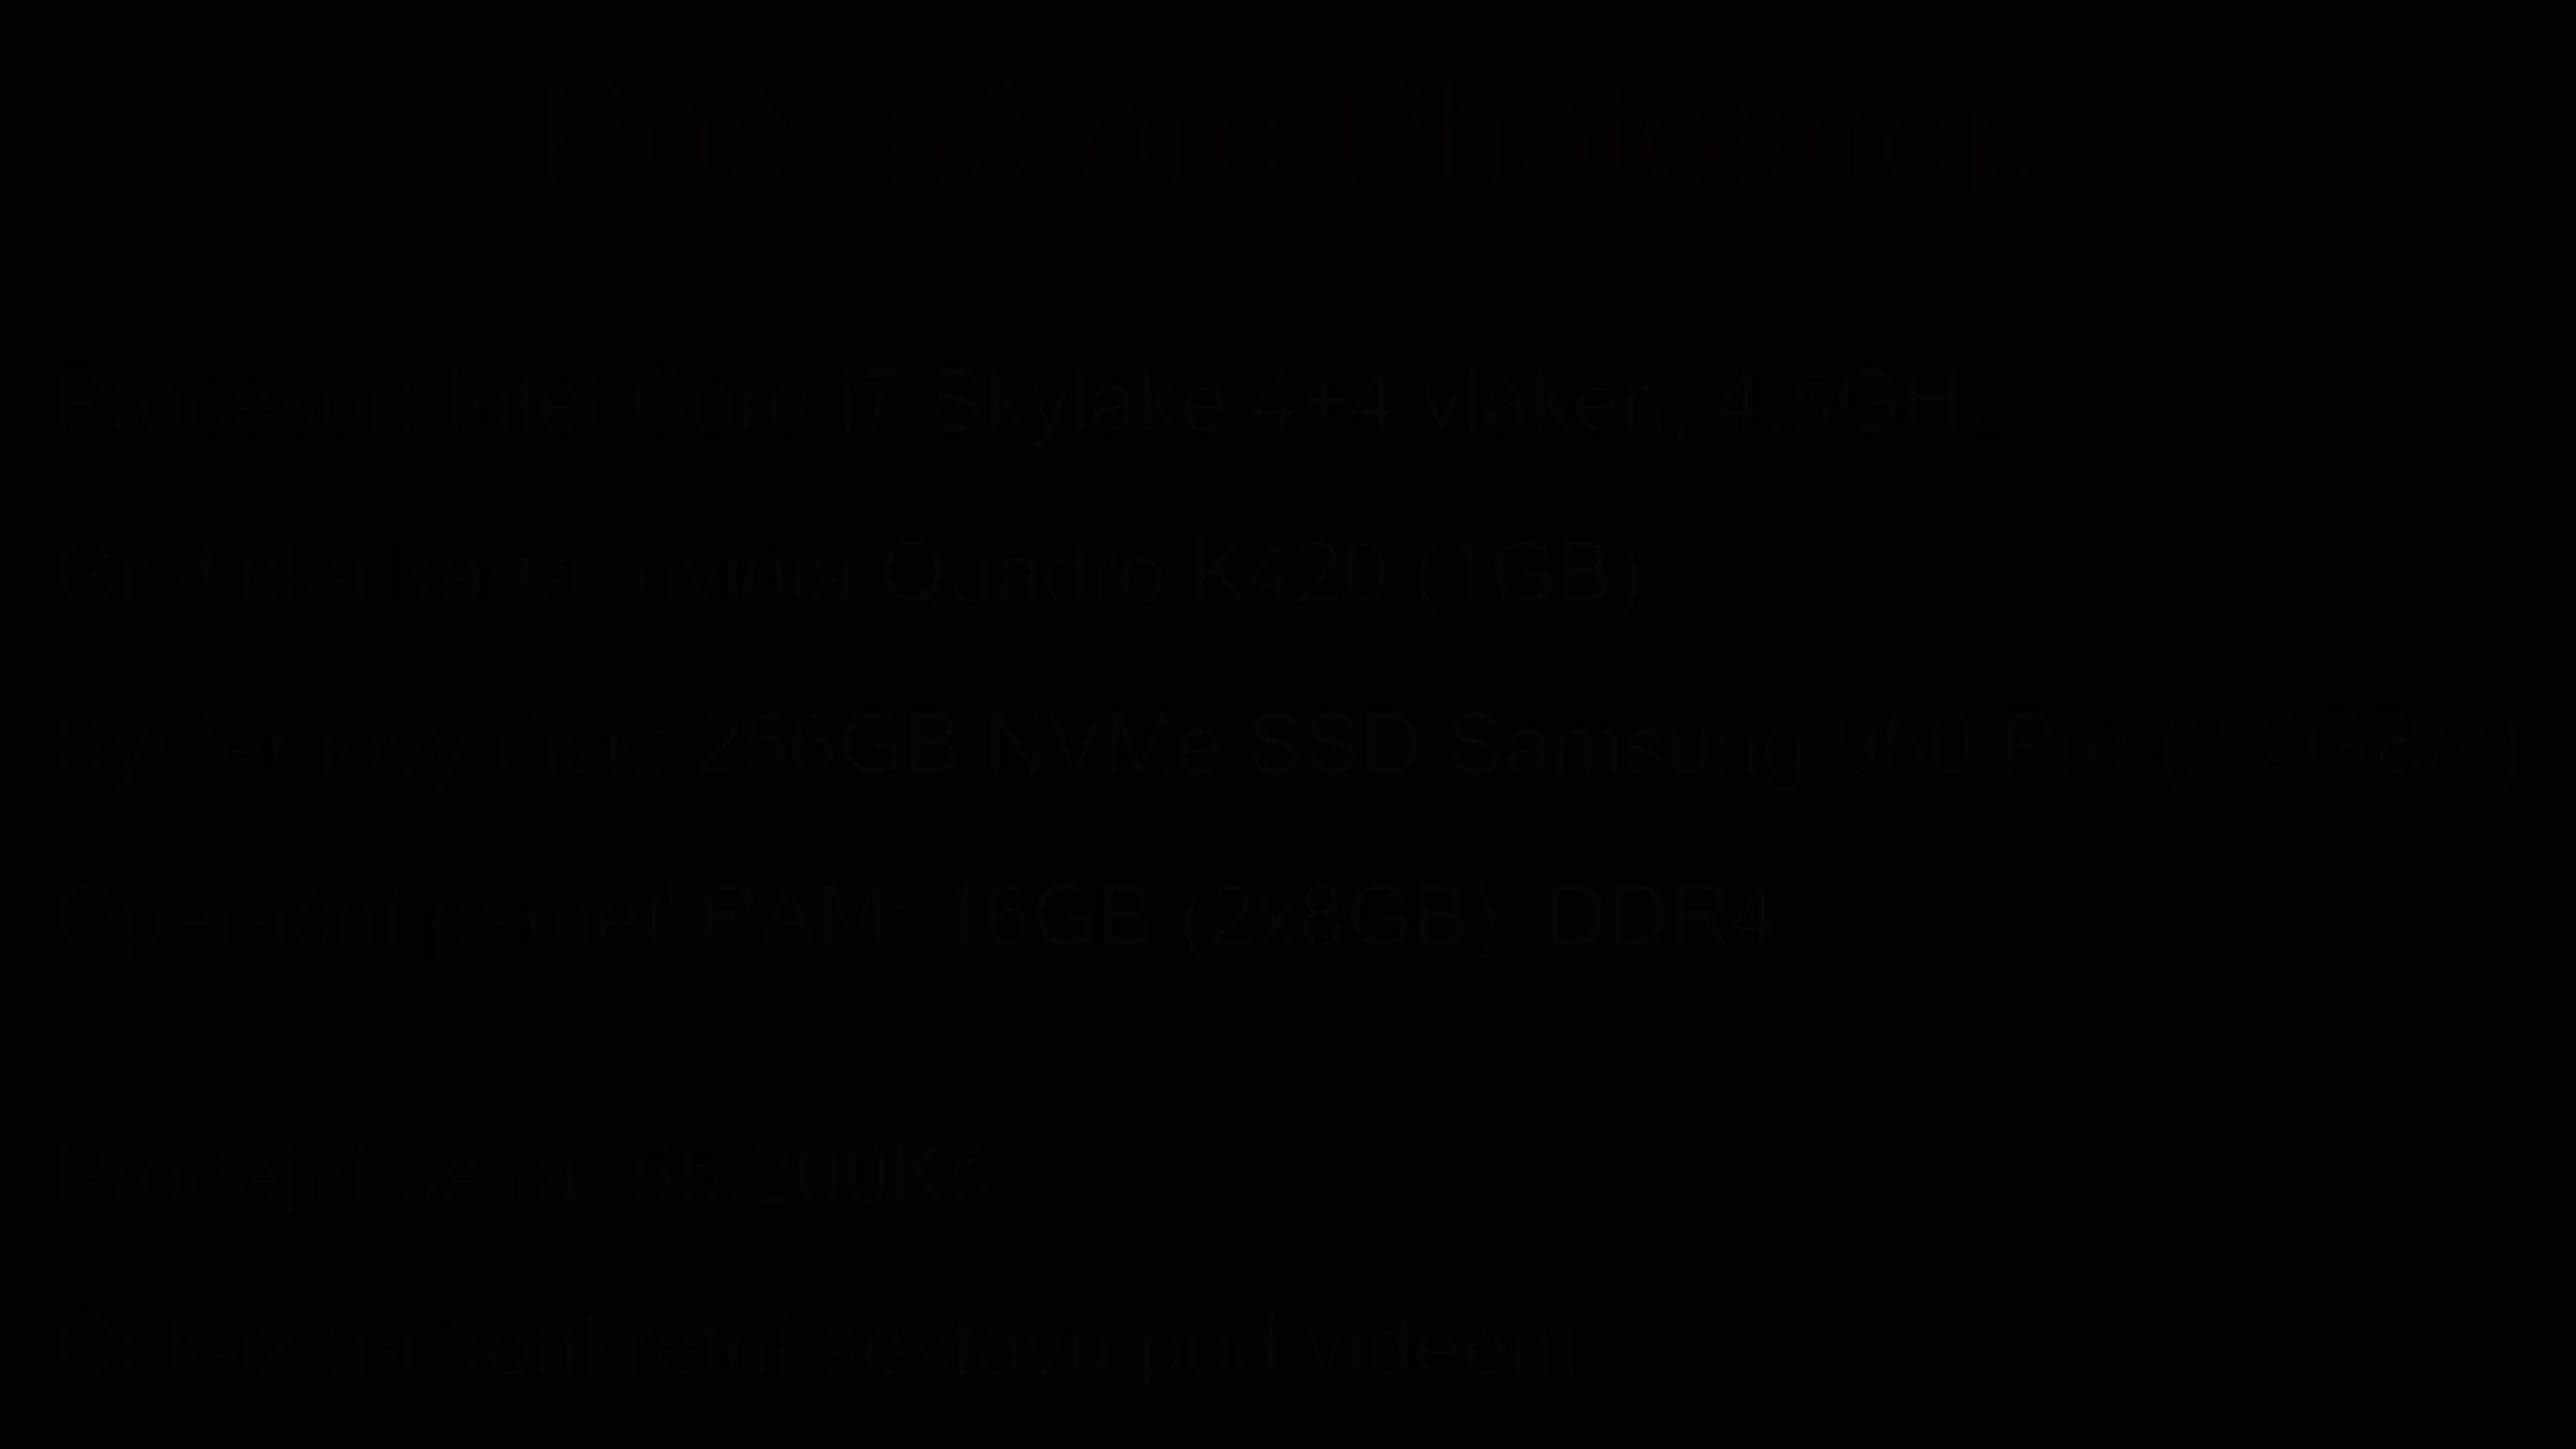 Počítač pro Photoshop
Procesor: Intel Core i7 Skylake 4+4 vláken, 4,5GHz
Grafická karta: nvidia Quadro K420 (1GB)
Systémový disk: 256GB NVMe SSD Samsung 950 Pro (2,2GB/s)
Operační paměť RAM: 16GB (2x8GB), DDR4
Prodejní cena: 55.200Kč
Odkaz na konkrétní sestavu pod videem